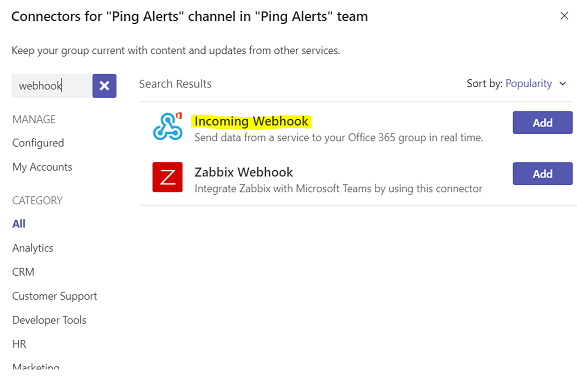 Connectors for "Ping Alerts" channel in "Ping Alerts" team
Keep your group current with content and updates from other services.
webhook
MANAGE
Configured
My Accounts
CATEGORY
All
Analytics
CRM
Customer Support
Developer Tools
HR
Marketing
Search Results
Sort by: Popularity
Incoming Webhook
Send data from a service to your Office 365 group in real time.
Add
Z
Zabbix Webhook
Integrate Zabbix with Microsoft Teams by using this connector
Add